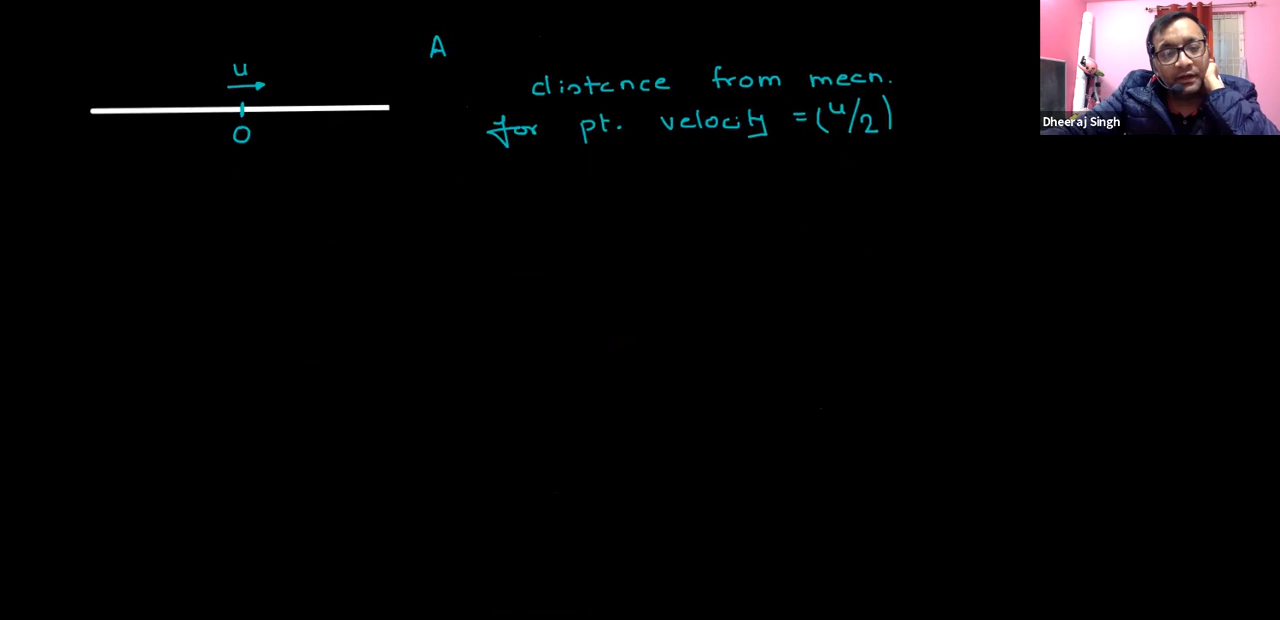 A
u
distance from mean.
O
for pt. velocity = (u/2)
Dheeraj Singh